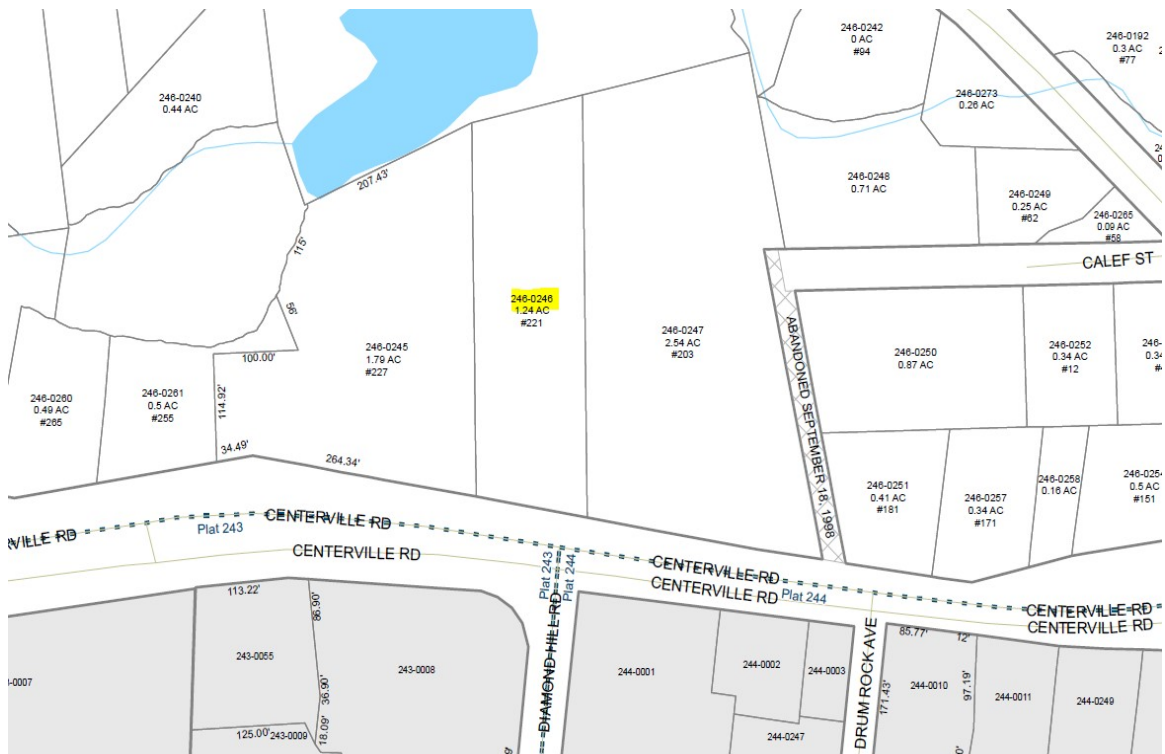 246-0242
0 AC
#94
246-0192
0.3 AC
#77
246-0240
0.44 AC
246-0273
0.26 AC
207.43'
246-0248
0.71 AC
246-0249
0.25 AC
#62
246-0265
0.09 AC
#58
115'
CALEF ST
56'
246-0246
1.24 AC
#221
246-0245
1.79 AC
#227
246-0247
2.54 AC
#203
ABANDONED SEPTEMBER 18, 1998
246-0250
0.87 AC
246-0252
0.34 AC
#12
100.00'
114.92'
246-0260
0.49 AC
#265
246-0261
0.5 AC
#255
34.49'
264.34'
246-0251
0.41 AC
#181
246-0257
0.34 AC
#171
246-0258
0.16 AC
246-0254
0.5 AC
#151
CENTERVILLE RD
Plat 243
CENTERVILLE RD
Plat 243
Plat 244
CENTERVILLE RD
CENTERVILLE RD
Plat 244
CENTERVILLE RD
CENTERVILLE RD
113.22'
86.90'
243-0055
243-0008
36.90'
18.09'
125.00'
243-0009
DIAMOND HILL RD
244-0001
244-0002
244-0003
244-0247
DRUM ROCK AVE
171.43'
85.77'
12'
244-0010
97.19'
244-0011
244-0249